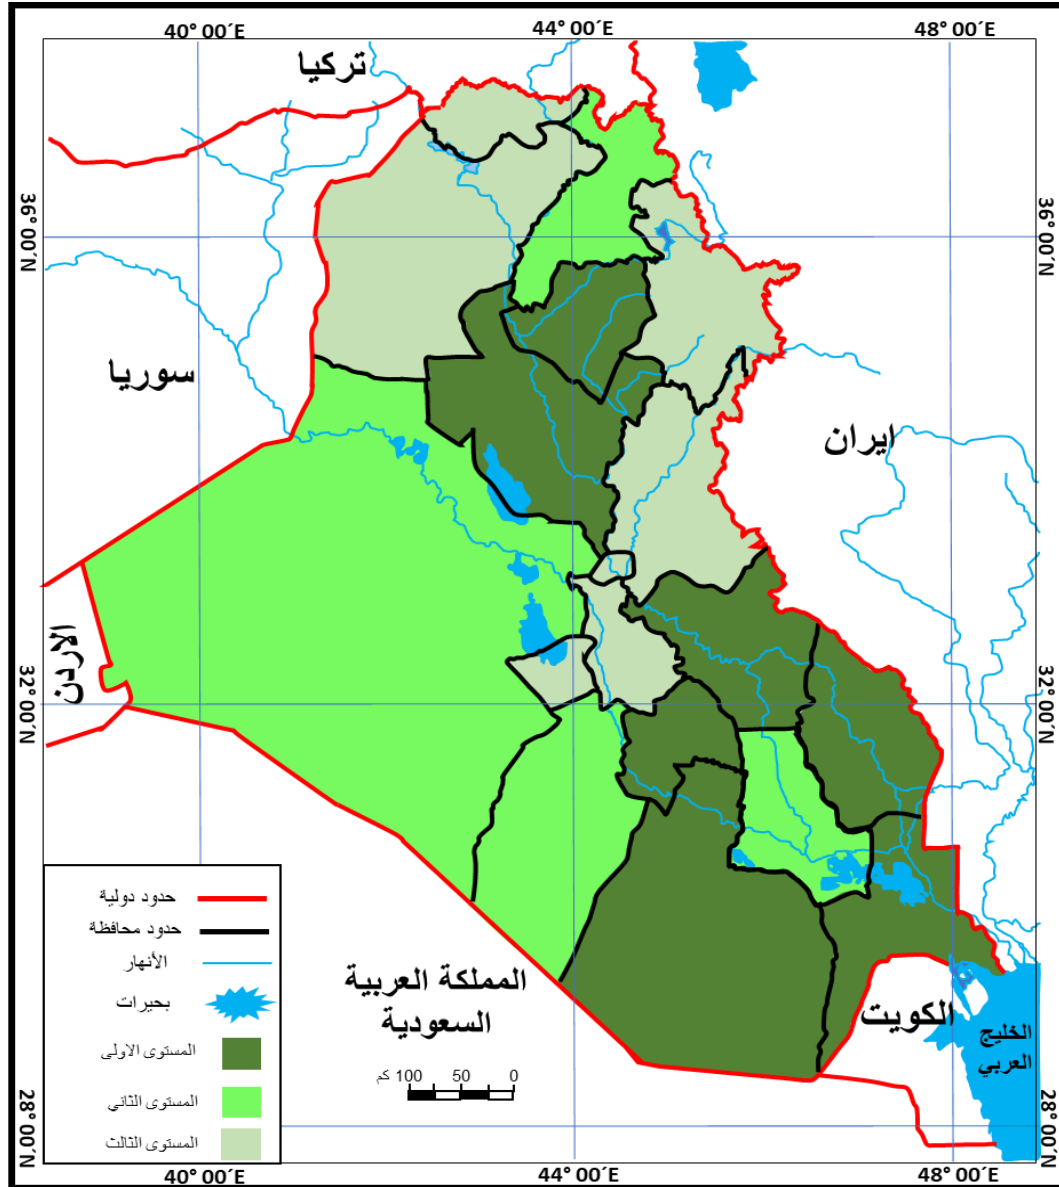 40° 00′E
44° 00′E
48° 00′E
تركيا
36° 00′N
36° 00′N
سوريا
ايران
الاردن
32° 00′N
32° 00′N
حدود دولية
حدود محافظة
الأنهار
بحيرات
المستوى الاولى
المستوى الثاني
المستوى الثالث
المملكة العربية
السعودية
الكويت
الخليج
العربي
كم 100 50 0
28° 00′N
28° 00′N
40° 00′E
44° 00′E
48° 00′E